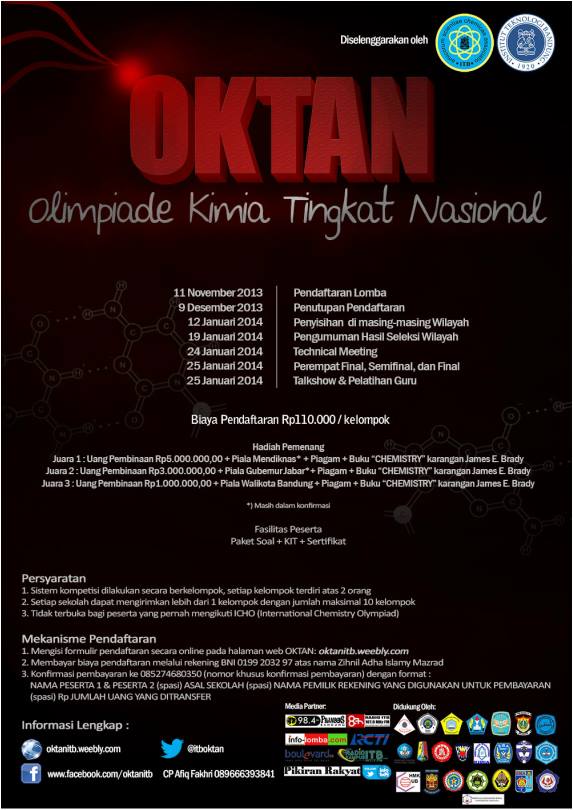 Diselenggarakan oleh
INSTITUT TEKNOLOGI BANDUNG
1920
OKTAN
Olimpiade Kimia Tingkat Nasional
11 November 2013 Pendaftaran Lomba
9 Desember 2013 Penutupan Pendaftaran
12 Januari 2014 Penyisihan di masing-masing Wilayah
19 Januari 2014 Pengumuman Hasil Seleksi Wilayah
24 Januari 2014 Technical Meeting
25 Januari 2014 Perempat Final, Semifinal, dan Final
25 Januari 2014 Talkshow & Pelatihan Guru
Biaya Pendaftaran Rp110.000 / kelompok
Hadiah Pemenang
Juara 1 : Uang Pembinaan Rp5.000.000,00 + Piala Mendiknas* + Piagam + Buku “CHEMISTRY” karangan James E. Brady
Juara 2 : Uang Pembinaan Rp3.000.000,00 + Piala Gubernur Jabar* + Piagam + Buku “CHEMISTRY” karangan James E. Brady
Juara 3 : Uang Pembinaan Rp1.000.000,00 + Piala Walikota Bandung + Piagam + Buku “CHEMISTRY” karangan James E. Brady
*) Masih dalam konfirmasi
Fasilitas Peserta
Paket Soal + KIT + Sertifikat
Persyaratan
1. Sistem kompetisi dilakukan secara berkelompok, setiap kelompok terdiri atas 2 orang
2. Setiap sekolah dapat mengirimkan lebih dari 1 kelompok dengan jumlah maksimal 10 kelompok
3. Tidak terbuka bagi peserta yang pernah mengikuti ICHO (International Chemistry Olympiad)
Mekanisme Pendaftaran
1. Mengisi formulir pendaftaran secara online pada halaman web OKTAN: oktanitb.weebly.com
2. Membayar biaya pendaftaran melalui rekening BNI 0199 2032 97 atas nama Zihnil Adha Islamy Mazrad
3. Konfirmasi pembayaran ke 085274680350 (nomor khusus konfirmasi pembayaran) dengan format :
NAMA PESERTA 1 & PESERTA 2 (spasi) ASAL SEKOLAH (spasi) NAMA PEMILIK REKENING YANG DIGUNAKAN UNTUK PEMBAYARAN
(spasi) Rp JUMLAH UANG YANG DITRANSFER
Informasi Lengkap :
oktanitb.weebly.com @itboktan
www.facebook.com/oktanitb CP Afiq Fakhri 089666393841
Media Partner: Didukung Oleh:
98.4 PRAMBORS
info-lomba.com RCTI
boulevard
Pikiran Rakyat